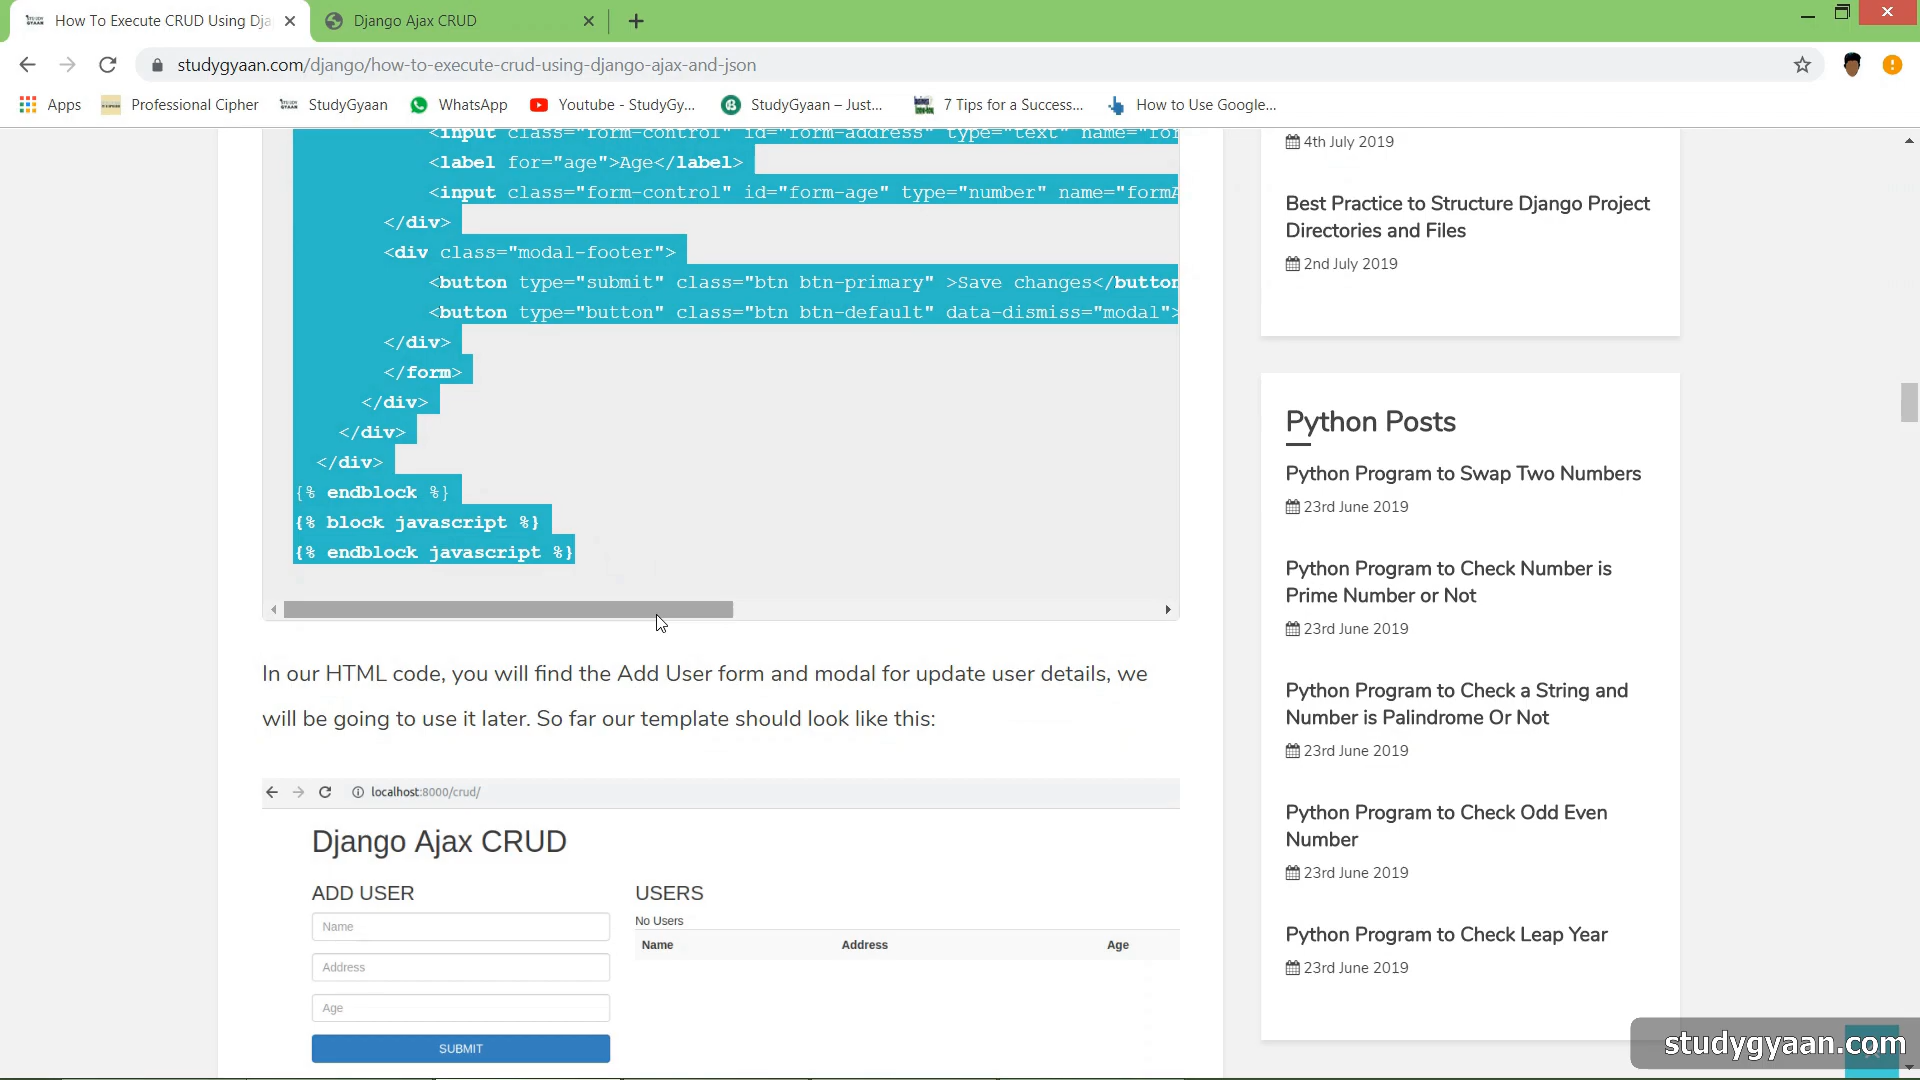 How To Execute CRUD Using Dja
Django Ajax CRUD
studygyaan.com/django/how-to-execute-crud-using-django-ajax-and-json
Apps
Professional Cipher
StudyGyaan
WhatsApp
Youtube - StudyGy...
StudyGyaan – Just...
7 Tips for a Success...
How to Use Google...
<input class="form-control" id="form-address" type="text" name="for
<label for="age">Age</label>
<input class="form-control" id="form-age" type="number" name="formA
</div>
<div class="modal-footer">
<button type="submit" class="btn btn-primary" >Save changes</button
<button type="button" class="btn btn-default" data-dismiss="modal">
</div>
</form>
</div>
</div>
</div>
{% endblock %}
{% block javascript %}
{% endblock javascript %}
In our HTML code, you will find the Add User form and modal for update user details, we
will be going to use it later. So far our template should look like this:
localhost:8000/crud/
Django Ajax CRUD
ADD USER
Name
Address
Age
SUBMIT
USERS
No Users
Name Address Age
4th July 2019
Best Practice to Structure Django Project
Directories and Files
2nd July 2019
Python Posts
Python Program to Swap Two Numbers
23rd June 2019
Python Program to Check Number is
Prime Number or Not
23rd June 2019
Python Program to Check a String and
Number is Palindrome Or Not
23rd June 2019
Python Program to Check Odd Even
Number
23rd June 2019
Python Program to Check Leap Year
23rd June 2019
studygyaan.com